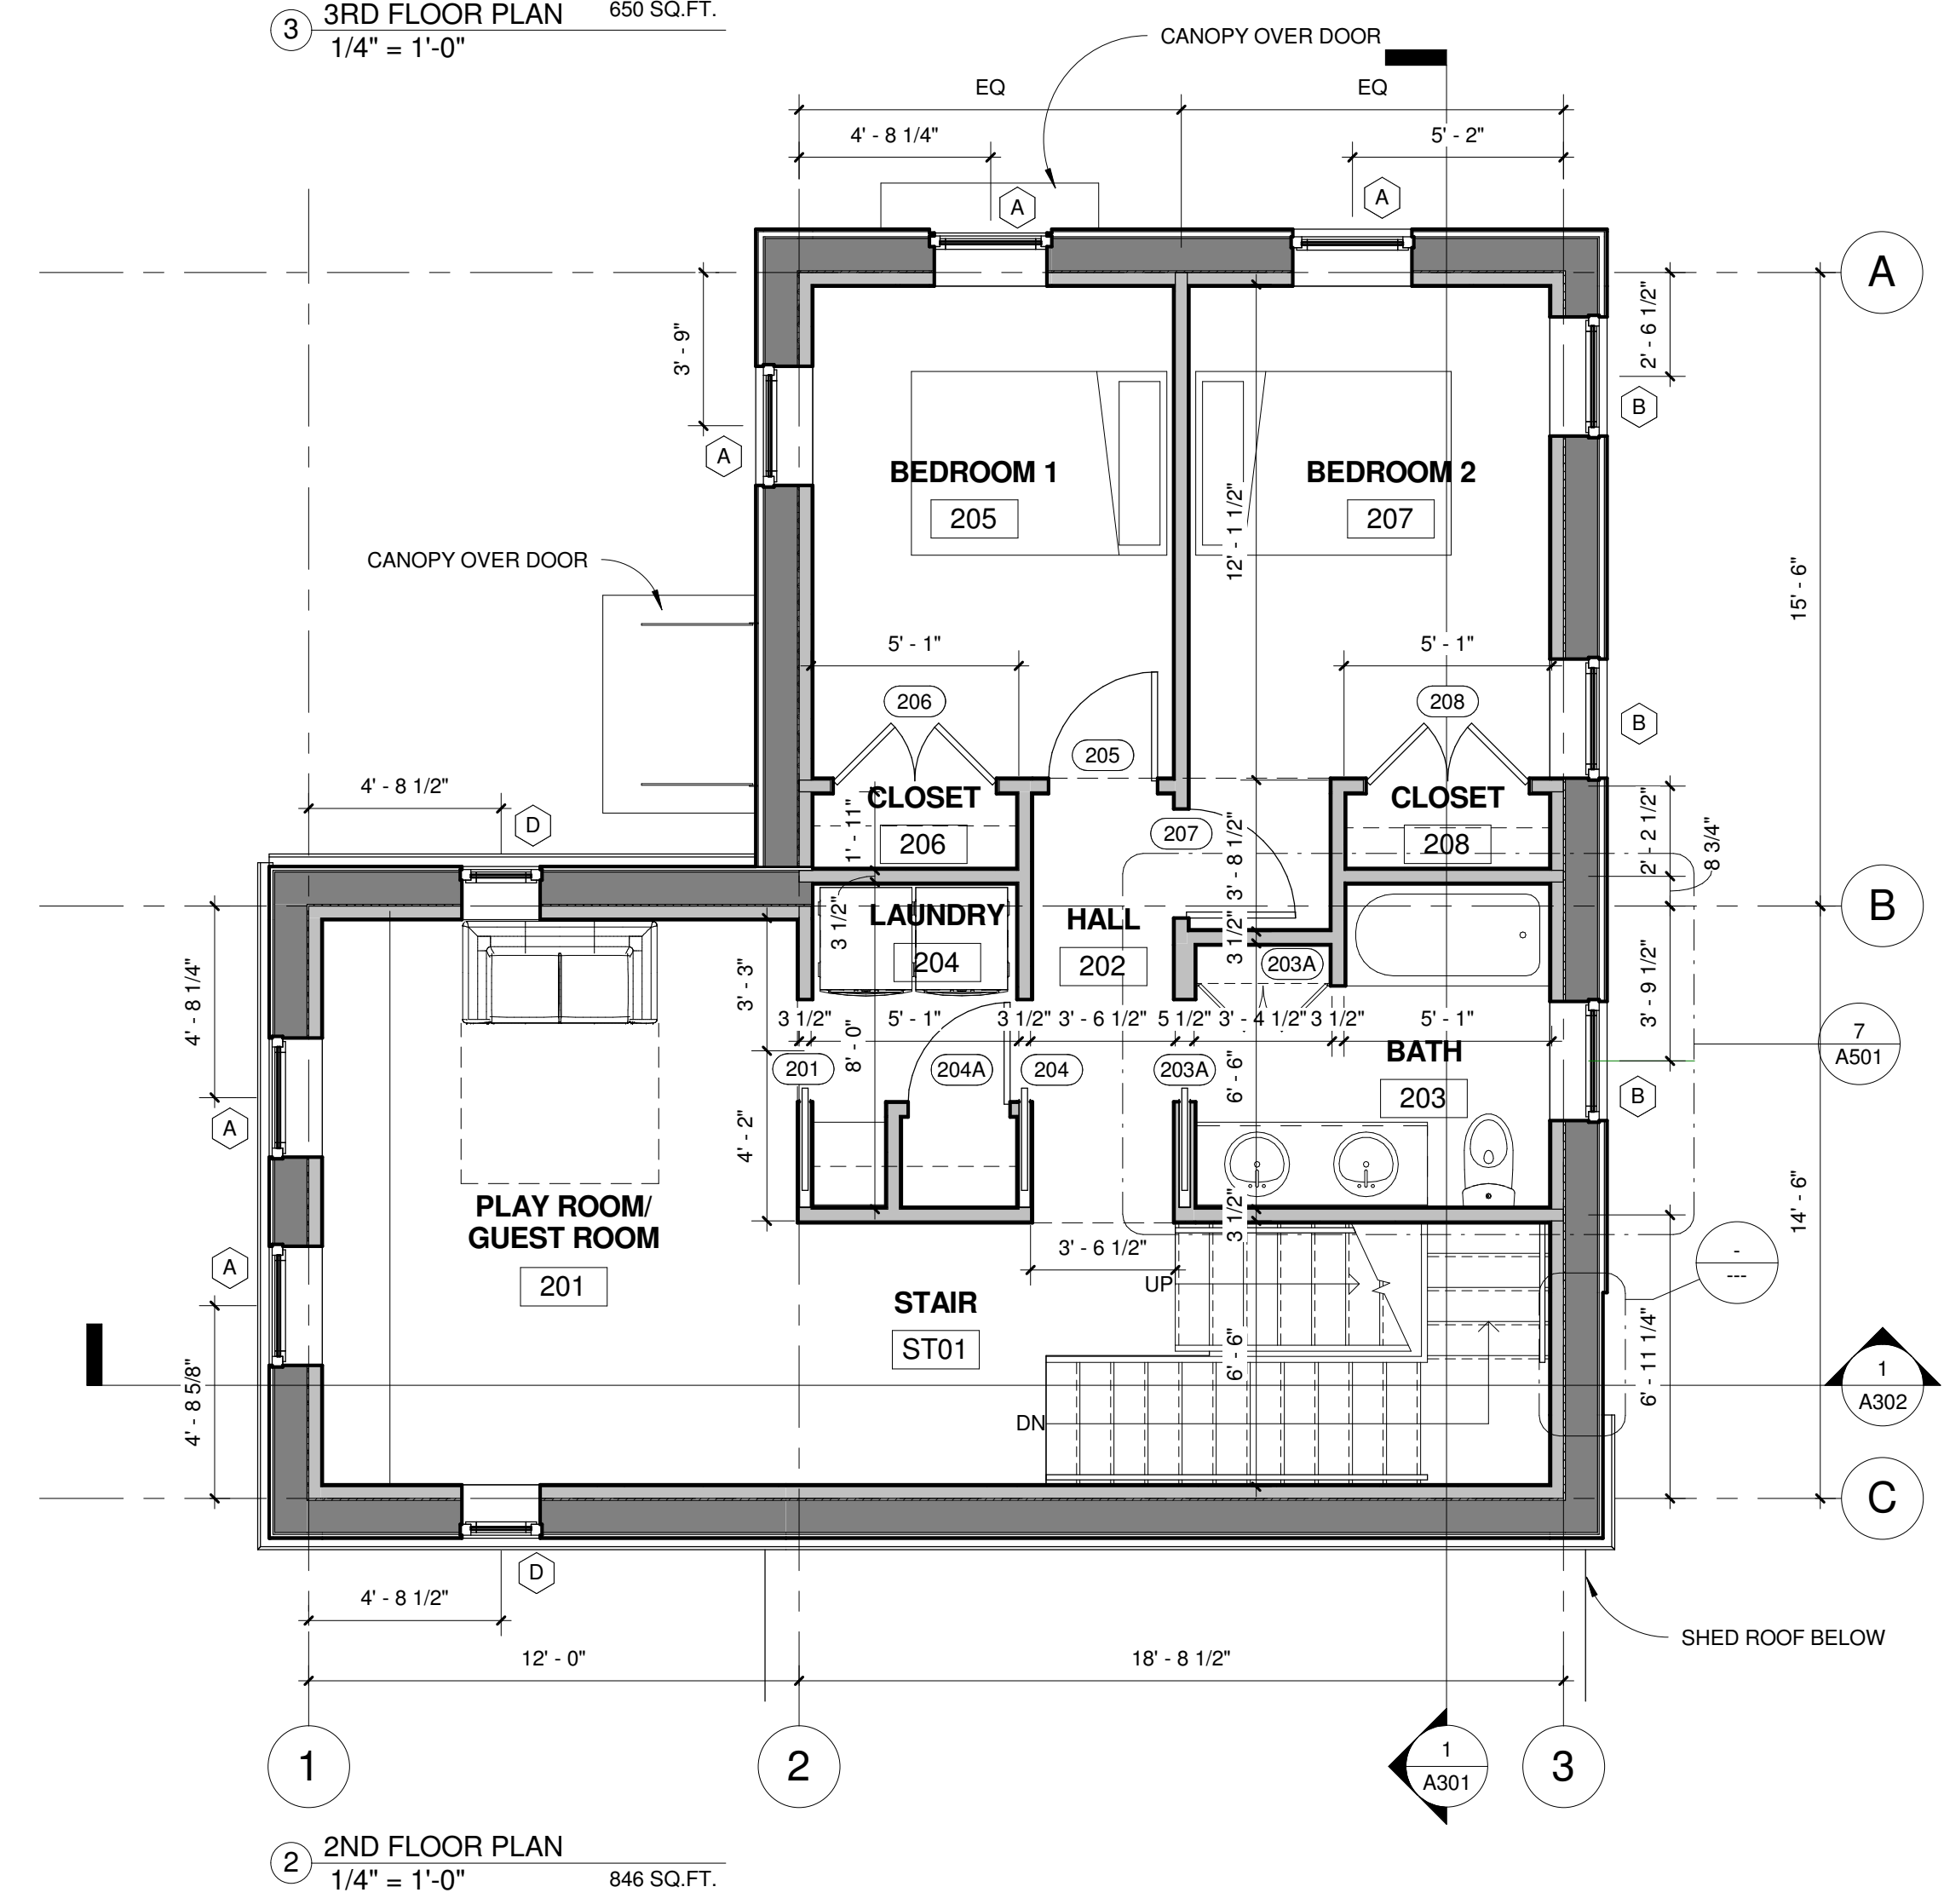 3 3RD FLOOR PLAN 650 SQ.FT.
1/4" = 1'-0"
CANOPY OVER DOOR
EQ EQ
4' - 8 1/4" 5' - 2"
A A
A
3' - 9"
2' - 6 1/2"
B
A
BEDROOM 1 BEDROOM 2
205 207
12' - 1 1/2"
CANOPY OVER DOOR
15' - 6"
5' - 1" 5' - 1"
206 208
B
205
4' - 8 1/2"
D
CLOSET CLOSET
206 208
1' - 11"
207
3' - 8 1/2"
2' - 2 1/2"
8 3/4"
B
LAUNDRY
204
3 1/2"
HALL
202
3 1/2"
203A
4' - 8 1/4"
3' - 3"
3' - 9 1/2"
3 1/2" 5' - 1" 3 1/2" 3' - 6 1/2" 5 1/2" 3' - 4 1/2" 3 1/2" 5' - 1"
8' - 0"
7
A501
BATH
203
201 204A 204 203A
6' - 6"
B
A
4' - 2"
PLAY ROOM/
GUEST ROOM
201
3 1/2"
14' - 6"
3' - 6 1/2"
A
-
---
UP
STAIR
ST01
6' - 6"
6' - 11 1/4"
4' - 8 5/8"
1
A302
DN
C
D
4' - 8 1/2"
SHED ROOF BELOW
12' - 0" 18' - 8 1/2"
1 2 3
1
A301
2 2ND FLOOR PLAN
1/4" = 1'-0" 846 SQ.FT.